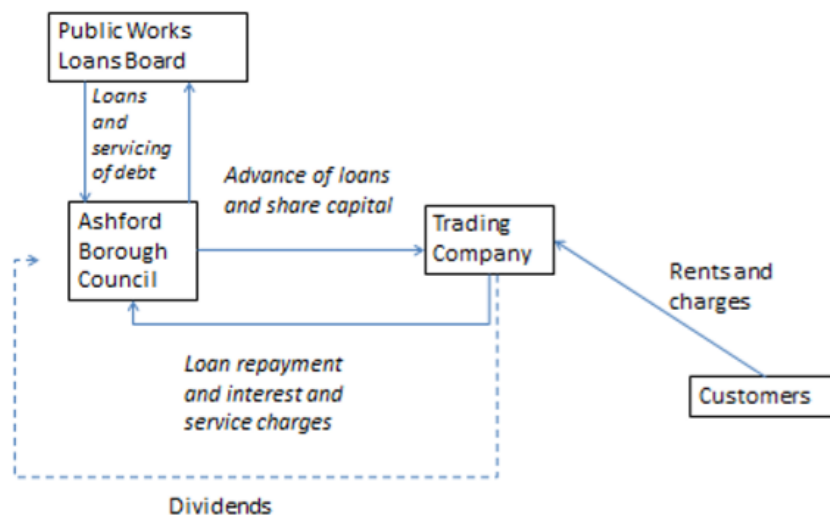 Public Works
Loans Board
Loans
and
servicing
of debt
Advance of loans
and share capital
Ashford
Borough
Council
Trading
Company
Rents and
charges
Loan repayment
and interest and
service charges
Customers
Dividends